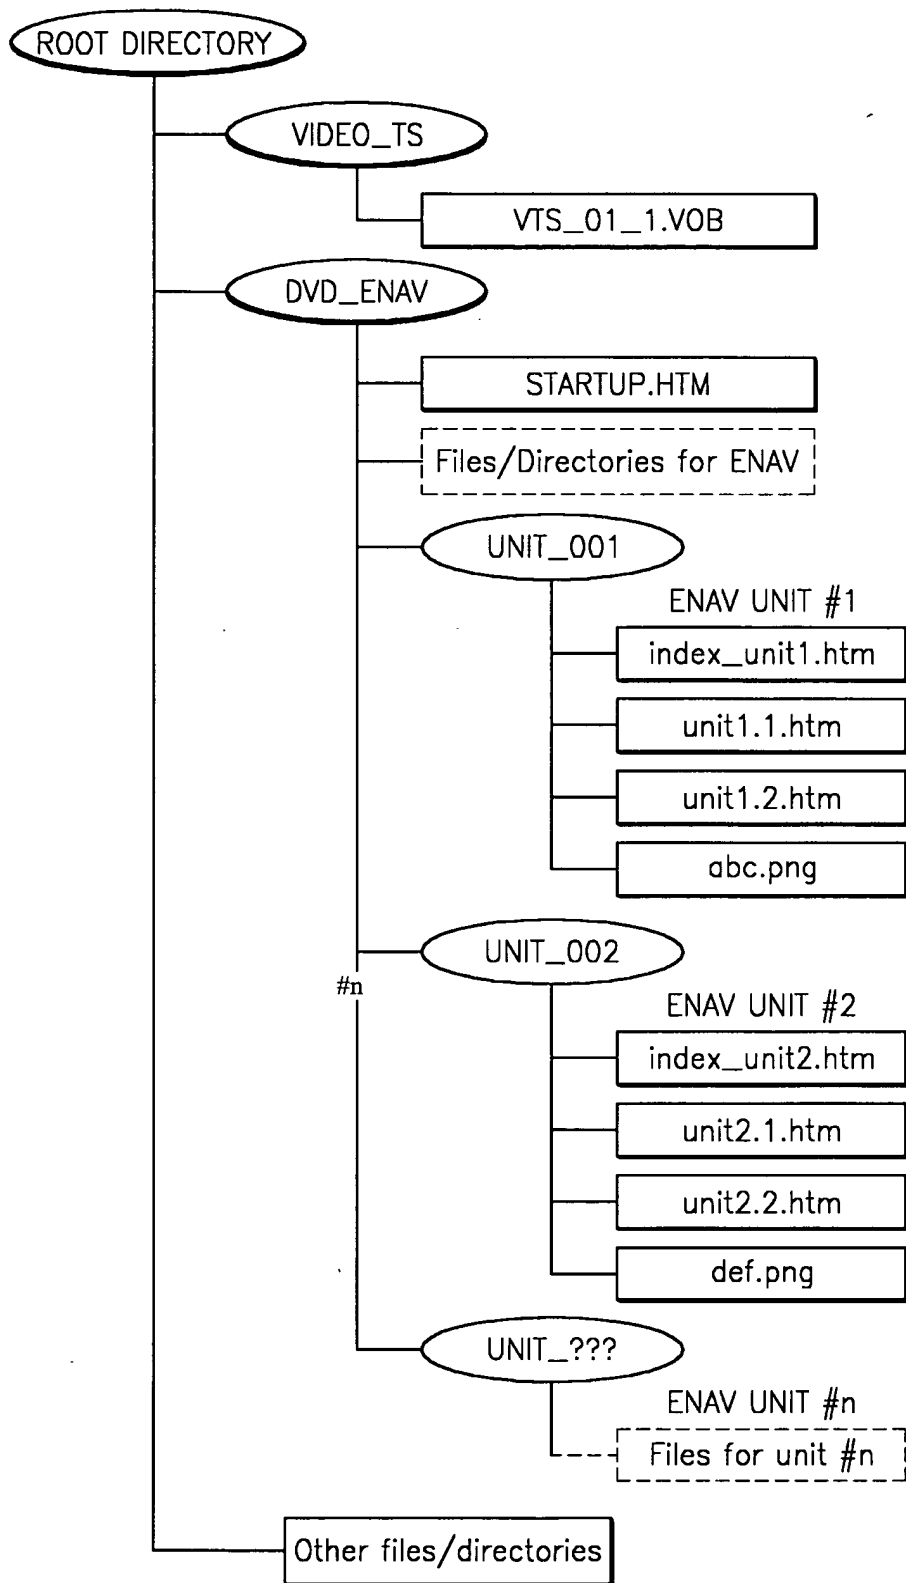 ROOT DIRECTORY
VIDEO_TS
VTS_01_1.VOB
DVD_ENAV
STARTUP.HTM
Files/Directories for ENAV
UNIT_001
ENAV UNIT #1
index_unit1.htm
unit1.1.htm
unit1.2.htm
abc.png
UNIT_002
#n
ENAV UNIT #2
index_unit2.htm
unit2.1.htm
unit2.2.htm
def.png
UNIT_???
ENAV UNIT #n
Files for unit #n
Other files/directories